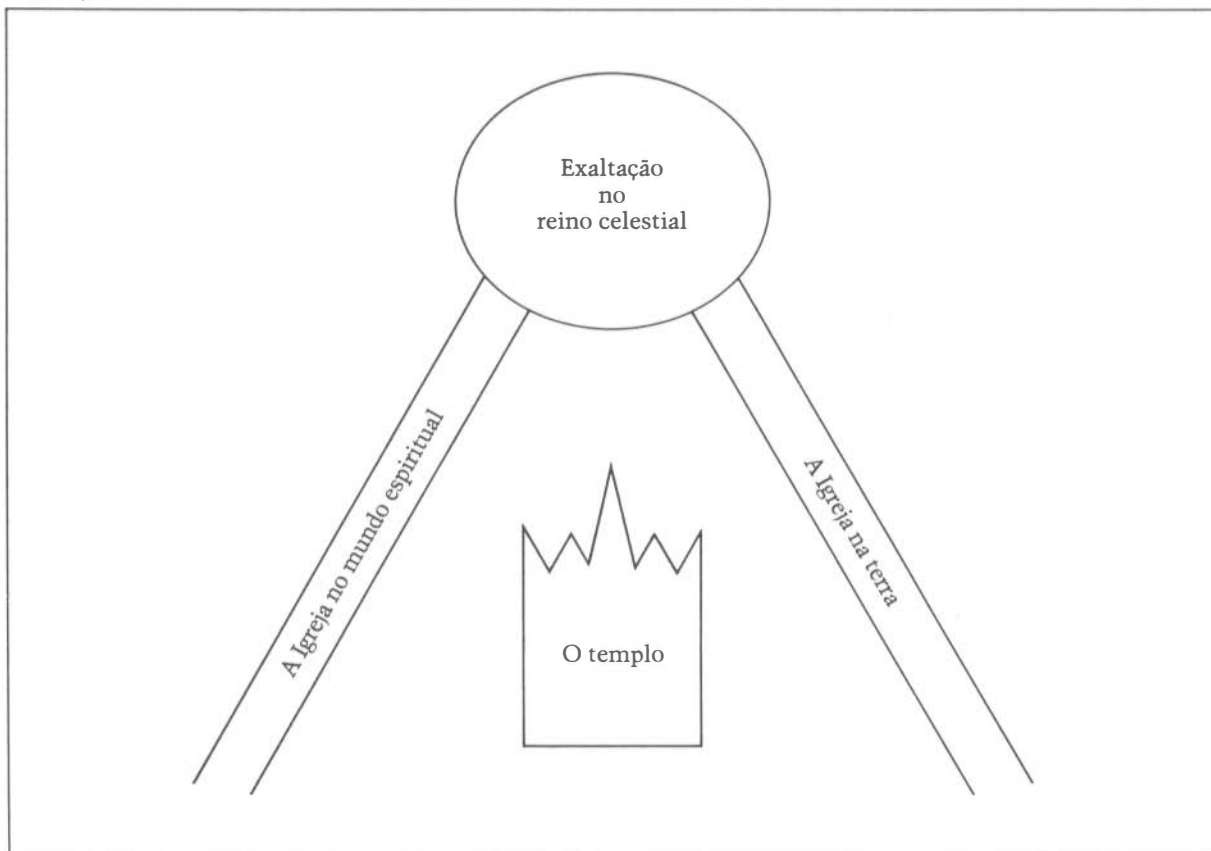 Exaltação
no
reino celestial
A Igreja no mundo espiritual
A Igreja na terra
O templo